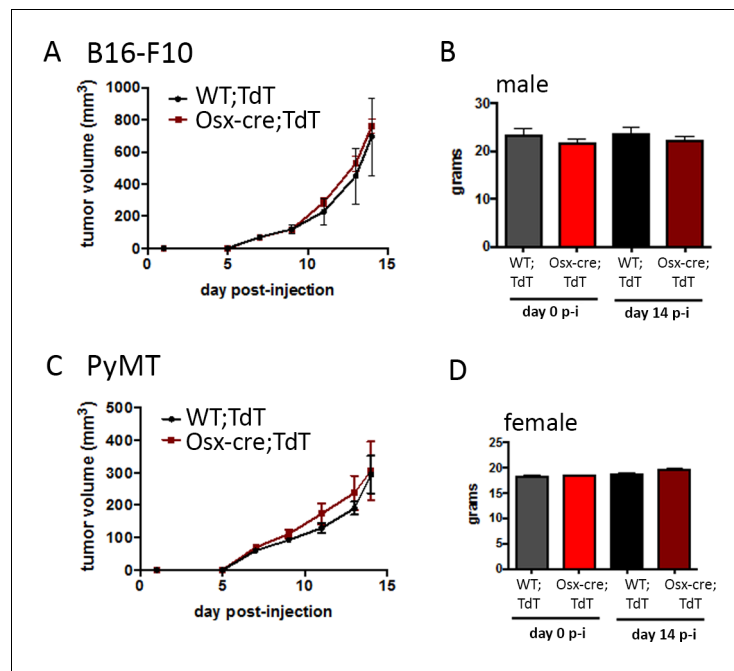 A B16-F10
tumor volume (mm³)
1000
800
600
400
200
0
WT;TdT
Osx-cre;TdT
0 5 10 15
day post-injection
B
male
grams
30
20
10
0
WT; Osx-cre; WT; Osx-cre;
TdT TdT TdT TdT
day 0 p-i day 14 p-i
C PyMT
tumor volume (mm³)
500
400
300
200
100
0
WT;TdT
Osx-cre;TdT
0 5 10 15
day post-injection
D
female
grams
25
20
15
10
5
0
WT; Osx-cre; WT; Osx-cre;
TdT TdT TdT TdT
day 0 p-i day 14 p-i